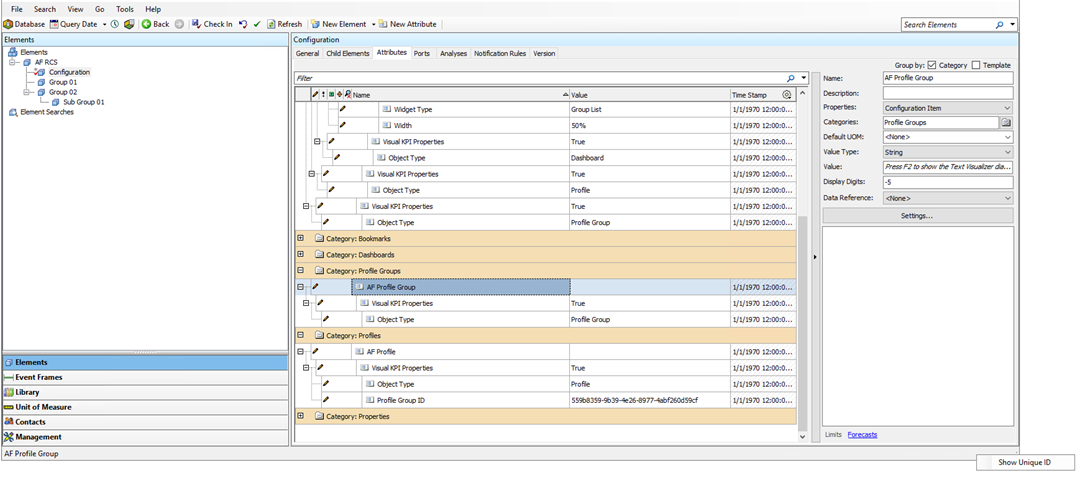 File Search View Go Tools Help
Database Query Date Back Check In Refresh New Element New Attribute Search Elements
Elements
Elements
AF RCS
Configuration
Group 01
Group 02
Sub Group 01
Element Searches
Elements
Event Frames
Library
Unit of Measure
Contacts
Management
Configuration
General Child Elements Attributes Ports Analyses Notification Rules Version
Group by: Category Template
Filter
Name Value Time Stamp
Widget Type Group List 1/1/1970 12:00:0...
Width 50% 1/1/1970 12:00:0...
Visual KPI Properties True 1/1/1970 12:00:0...
Object Type Dashboard 1/1/1970 12:00:0...
Visual KPI Properties True 1/1/1970 12:00:0...
Object Type Profile 1/1/1970 12:00:0...
Visual KPI Properties True 1/1/1970 12:00:0...
Object Type Profile Group 1/1/1970 12:00:0...
Category: Bookmarks
Category: Dashboards
Category: Profile Groups
AF Profile Group 1/1/1970 12:00:0...
Visual KPI Properties True 1/1/1970 12:00:0...
Object Type Profile Group 1/1/1970 12:00:0...
Category: Profiles
AF Profile 1/1/1970 12:00:0...
Visual KPI Properties True 1/1/1970 12:00:0...
Object Type Profile 1/1/1970 12:00:0...
Profile Group ID 559b8359-9b39-4e26-8977-4abf260d59cf 1/1/1970 12:00:0...
Category: Properties
Name: AF Profile Group
Description:
Properties: Configuration Item
Categories: Profile Groups
Default UOM: <None>
Value Type: String
Value: Press F2 to show the Text Visualizer dia...
Display Digits: -5
Data Reference: <None>
Settings...
Limits Forecasts
AF Profile Group
Show Unique ID